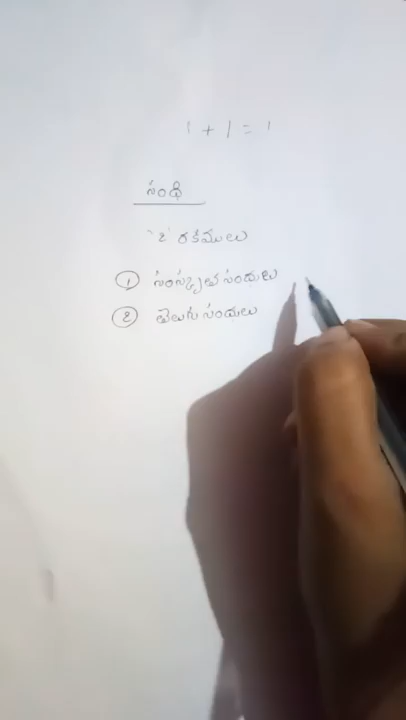 1 + 1 = 1
సంధి
'2' రకములు
① సంస్కృత సంధులు
② తెలుగు సంధులు